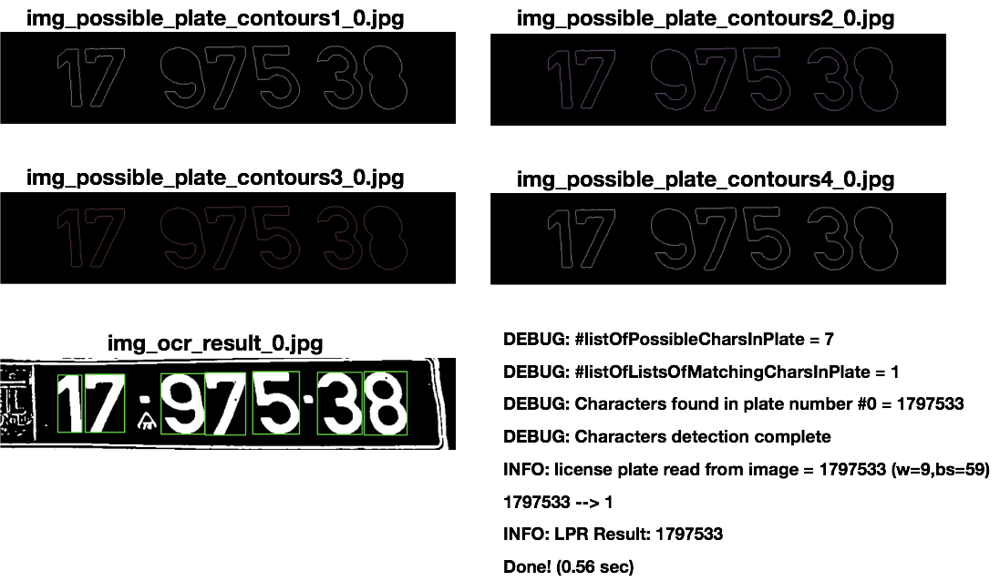 img_possible_plate_contours1_0.jpg
17 975 38
img_possible_plate_contours2_0.jpg
17 975 38
img_possible_plate_contours3_0.jpg
17 975 38
img_possible_plate_contours4_0.jpg
17 975 38
img_ocr_result_0.jpg
17·975·38
DEBUG: #listOfPossibleCharsInPlate = 7
DEBUG: #listOfListsOfMatchingCharsInPlate = 1
DEBUG: Characters found in plate number #0 = 1797533
DEBUG: Characters detection complete
INFO: license plate read from image = 1797533 (w=9,bs=59)
1797533 --> 1
INFO: LPR Result: 1797533
Done! (0.56 sec)